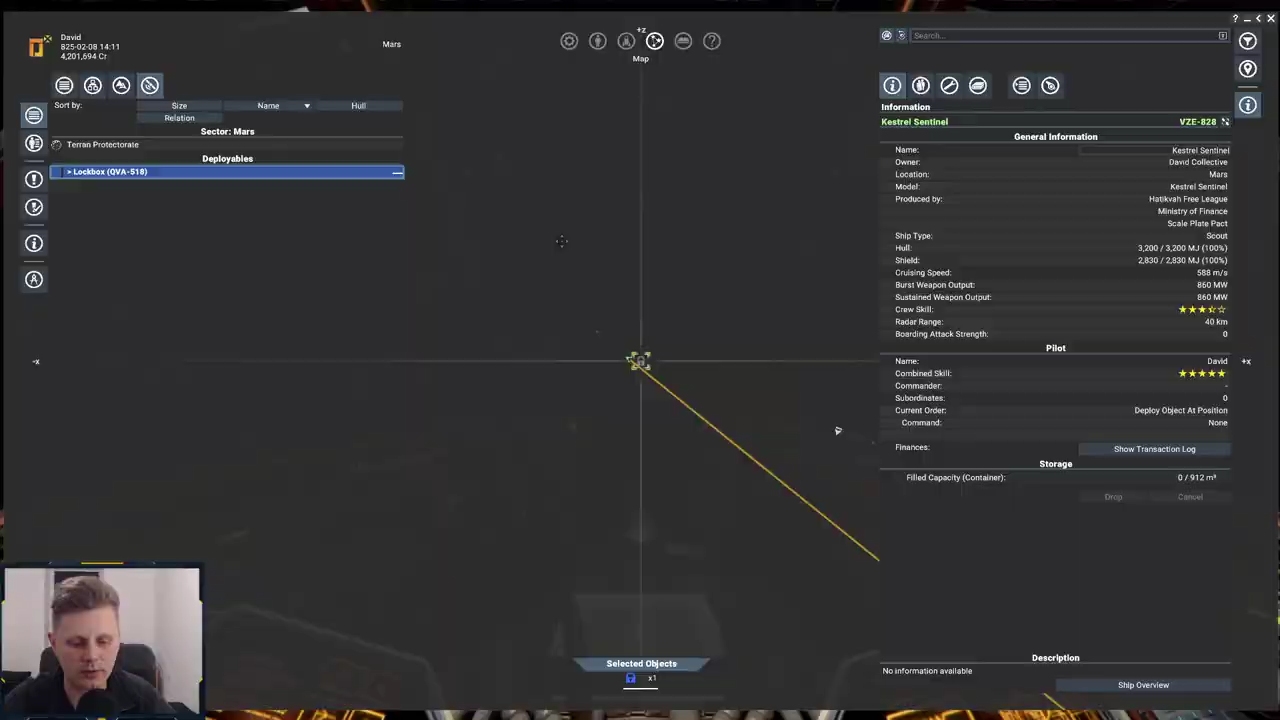 David
825-02-08 14:11
4,201,694 Cr
Mars
+z
Map
Search...
Sort by:
Size
Name
Hull
Relation
Sector: Mars
Terran Protectorate
Deployables
> Lockbox (QVA-518)
-x
+x
Information
Kestrel Sentinel VZE-828
General Information
Name: Kestrel Sentinel
Owner: David Collective
Location: Mars
Model: Kestrel Sentinel
Produced by: Hatikvah Free League
Ministry of Finance
Scale Plate Pact
Ship Type: Scout
Hull: 3,200 / 3,200 MJ (100%)
Shield: 2,830 / 2,830 MJ (100%)
Cruising Speed: 588 m/s
Burst Weapon Output: 860 MW
Sustained Weapon Output: 860 MW
Crew Skill: ★★★☆☆
Radar Range: 40 km
Boarding Attack Strength: 0
Pilot
Name: David
Combined Skill: ★★★★★
Commander: -
Subordinates: 0
Current Order: Deploy Object At Position
Command: None
Finances: Show Transaction Log
Storage
Filled Capacity (Container): 0 / 912 m³
Drop Cancel
Selected Objects
x1
Description
No information available
Ship Overview